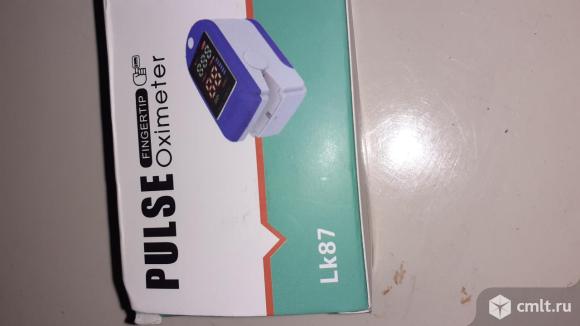 PULSE
FINGERTIP
Oximeter
Lk87
cmlt.ru